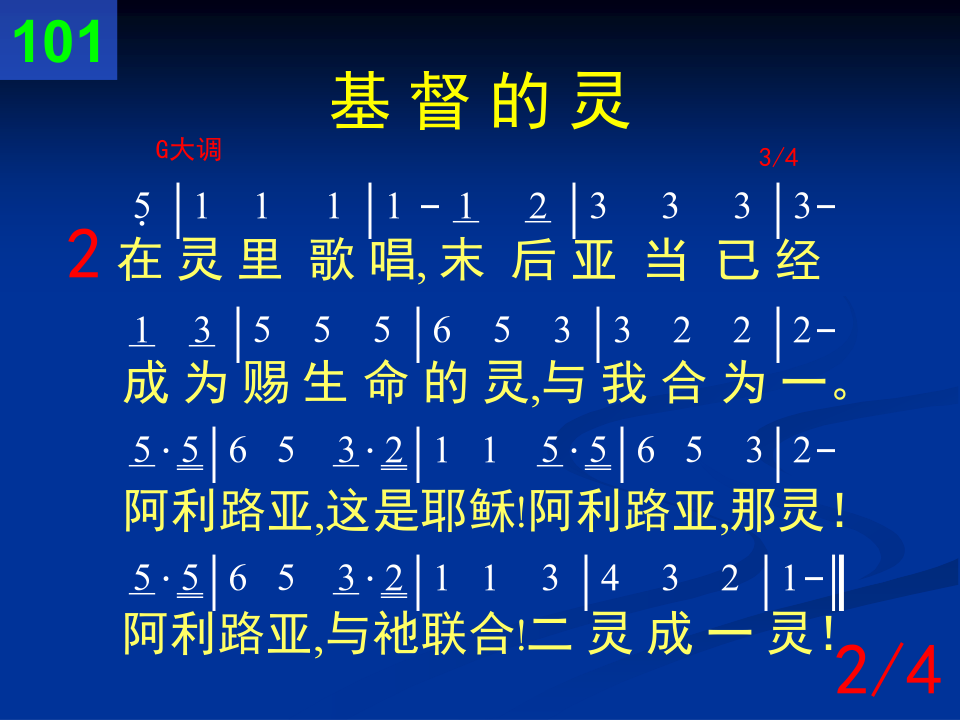 101
基督的灵
G大调 3/4
5̣ | 1 1 1 | 1 - 1 2 | 3 3 3 | 3 -
2 在灵里歌唱,末后亚当已经
1 3 | 5 5 5 | 6 5 3 | 3 2 2 | 2 -
成为赐生命的灵,与我合为一。
5 · 5 | 6 5 3 · 2 | 1 1 5 · 5 | 6 5 3 | 2 -
阿利路亚,这是耶稣!阿利路亚,那灵!
5 · 5 | 6 5 3 · 2 | 1 1 3 | 4 3 2 | 1 - ‖
阿利路亚,与祂联合!二灵成一灵!
2/4